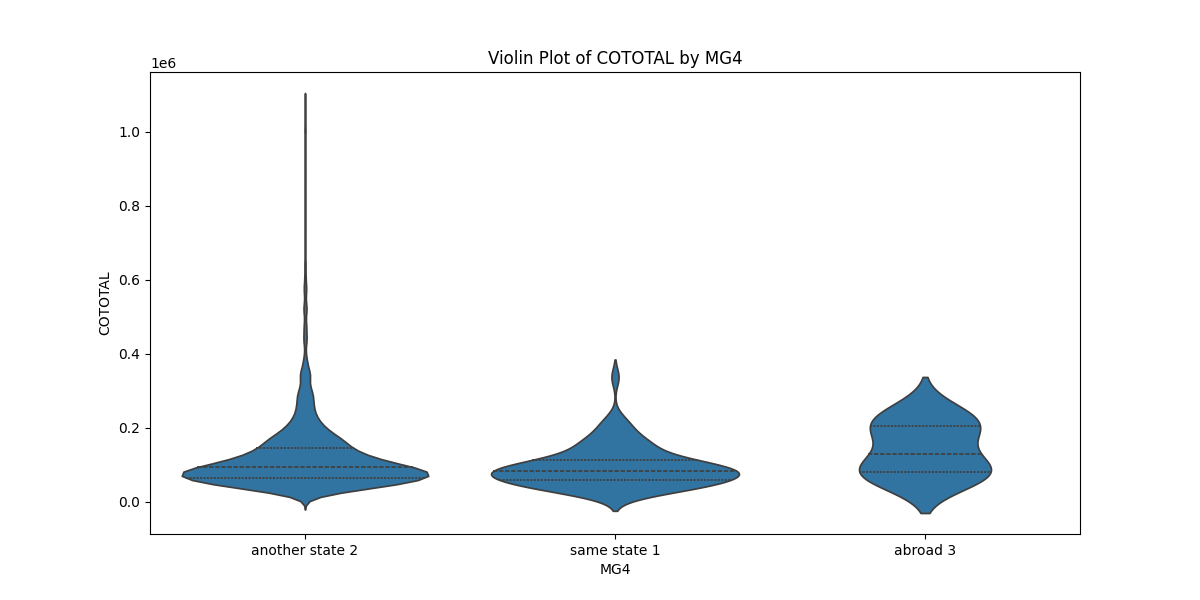 Violin Plot of COTOTAL by MG4
1e6
1.0
0.8
0.6
0.4
0.2
0.0
COTOTAL
another state 2
same state 1
abroad 3
MG4